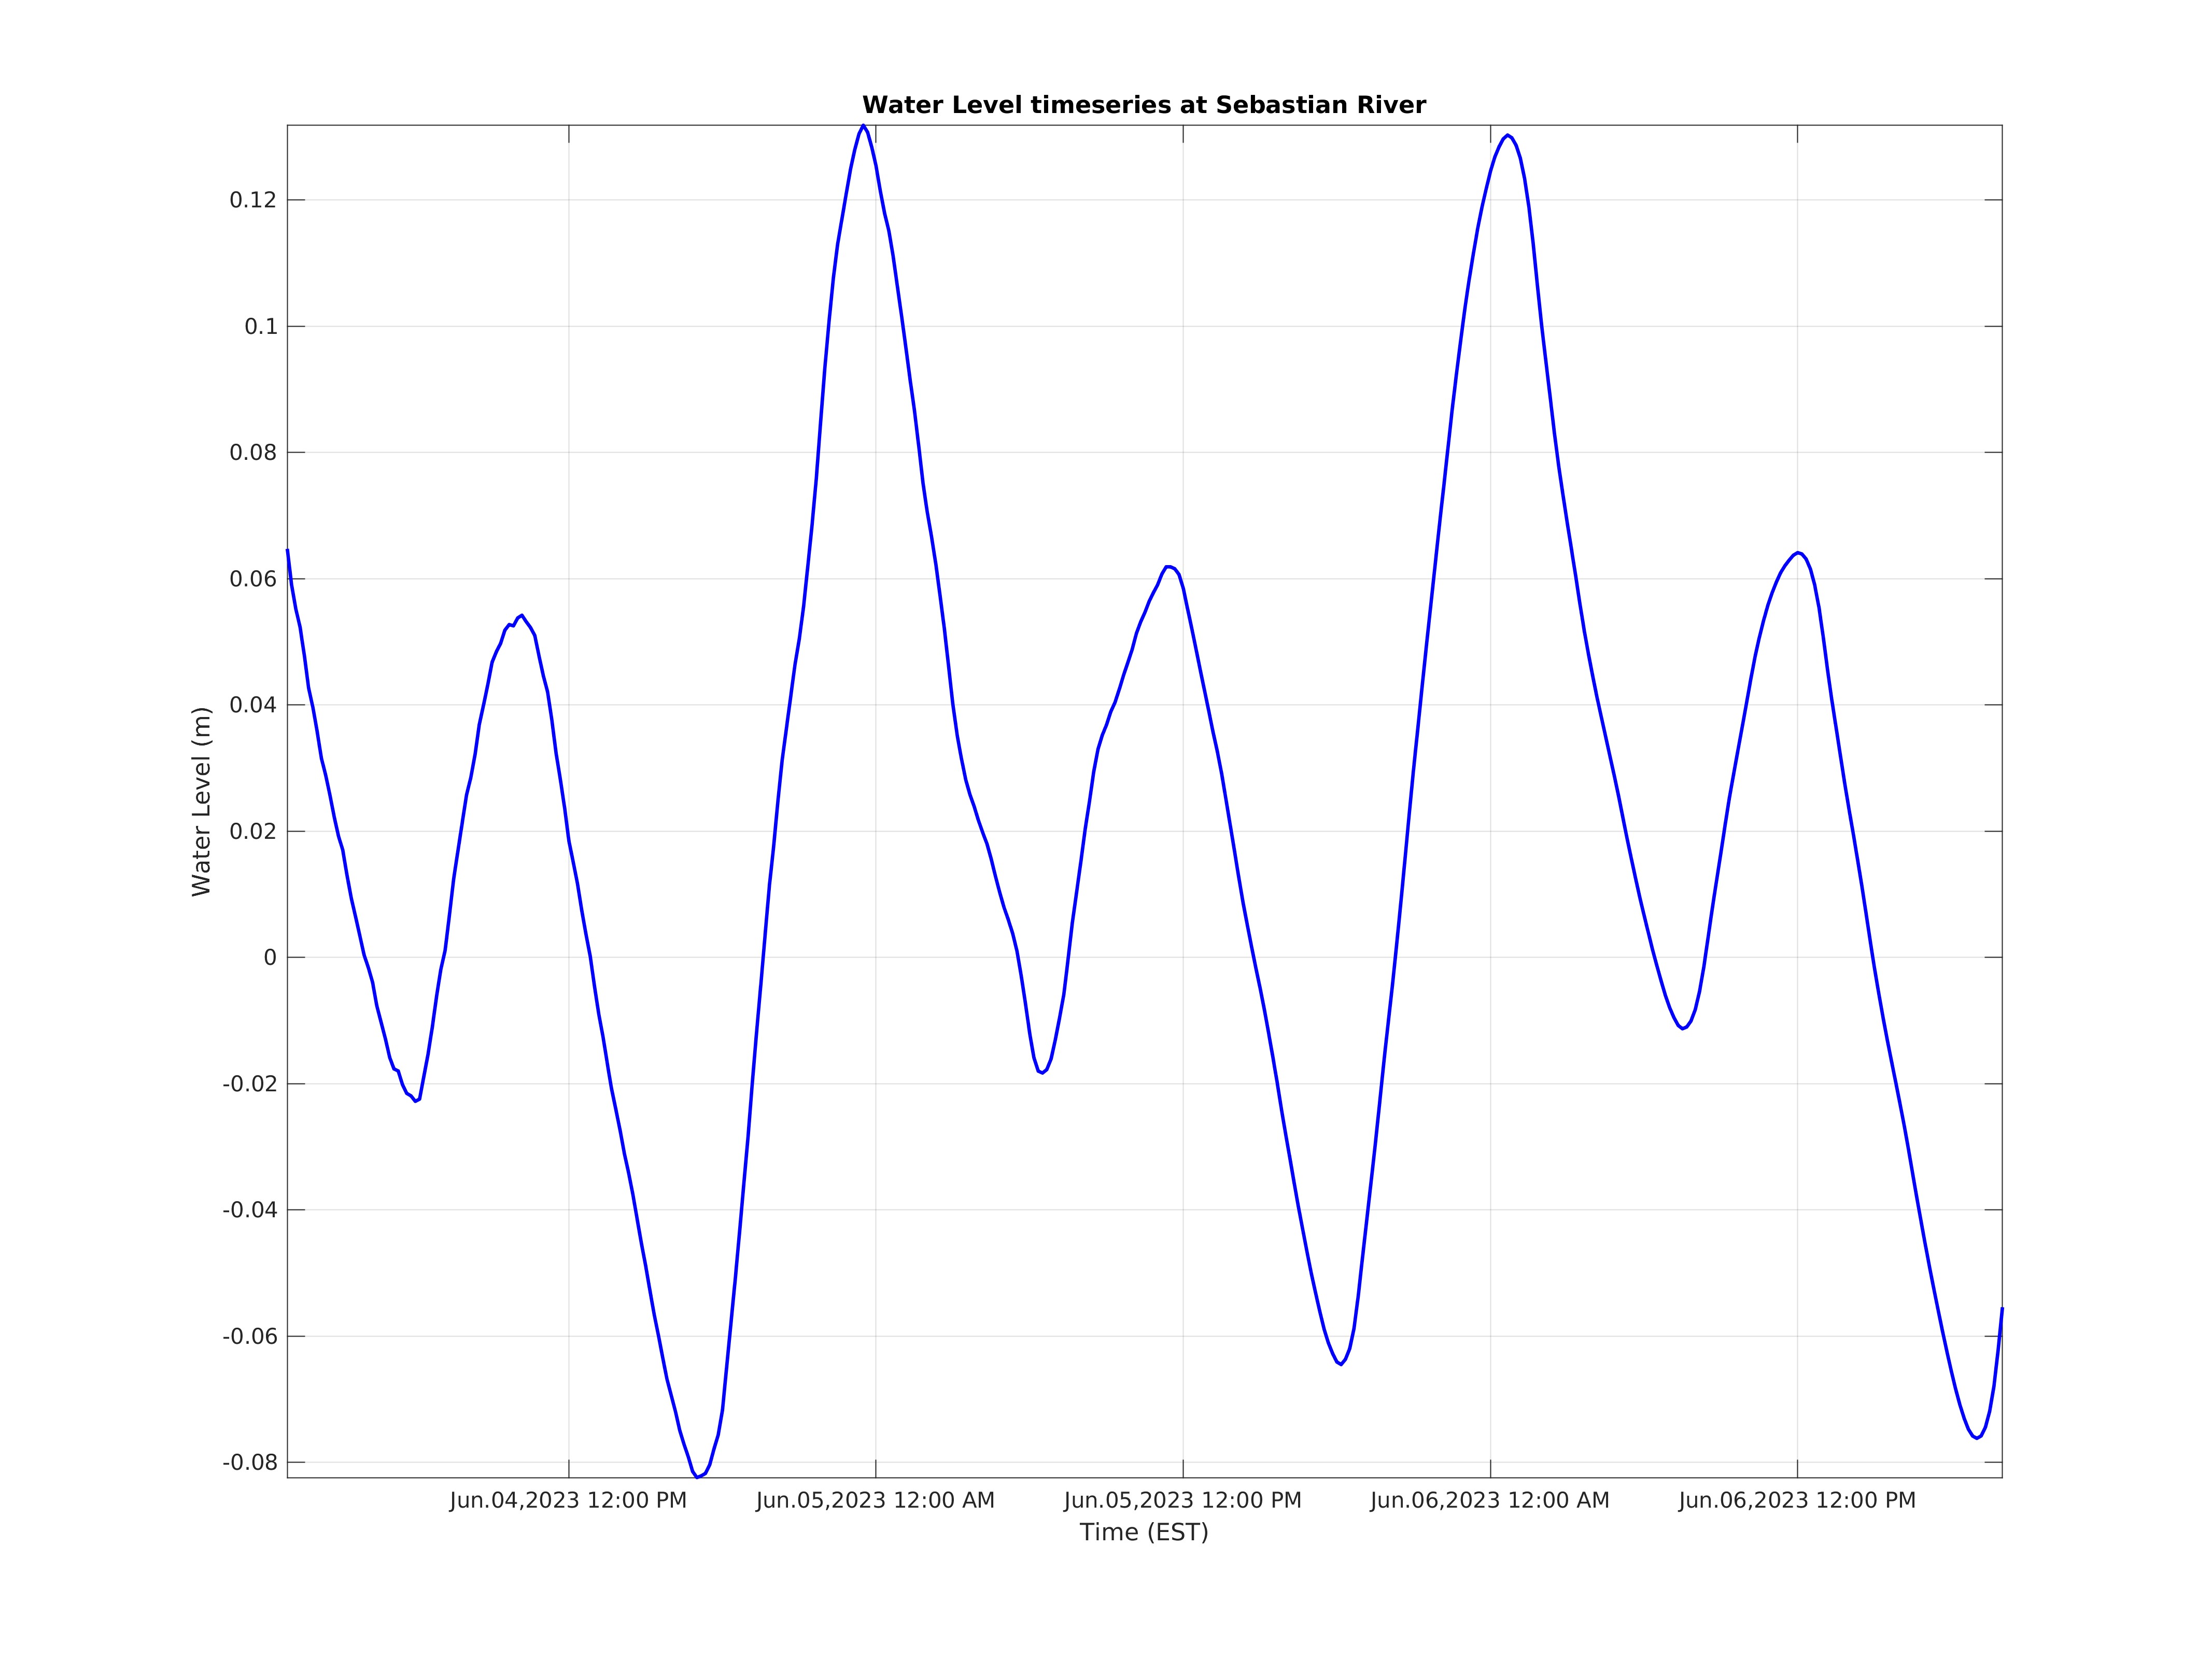 Water Level timeseries at Sebastian River
0.12
0.1
0.08
0.06
0.04
0.02
0
-0.02
-0.04
-0.06
-0.08
Water Level (m)
Jun.04,2023 12:00 PM
Jun.05,2023 12:00 AM
Jun.05,2023 12:00 PM
Jun.06,2023 12:00 AM
Jun.06,2023 12:00 PM
Time (EST)